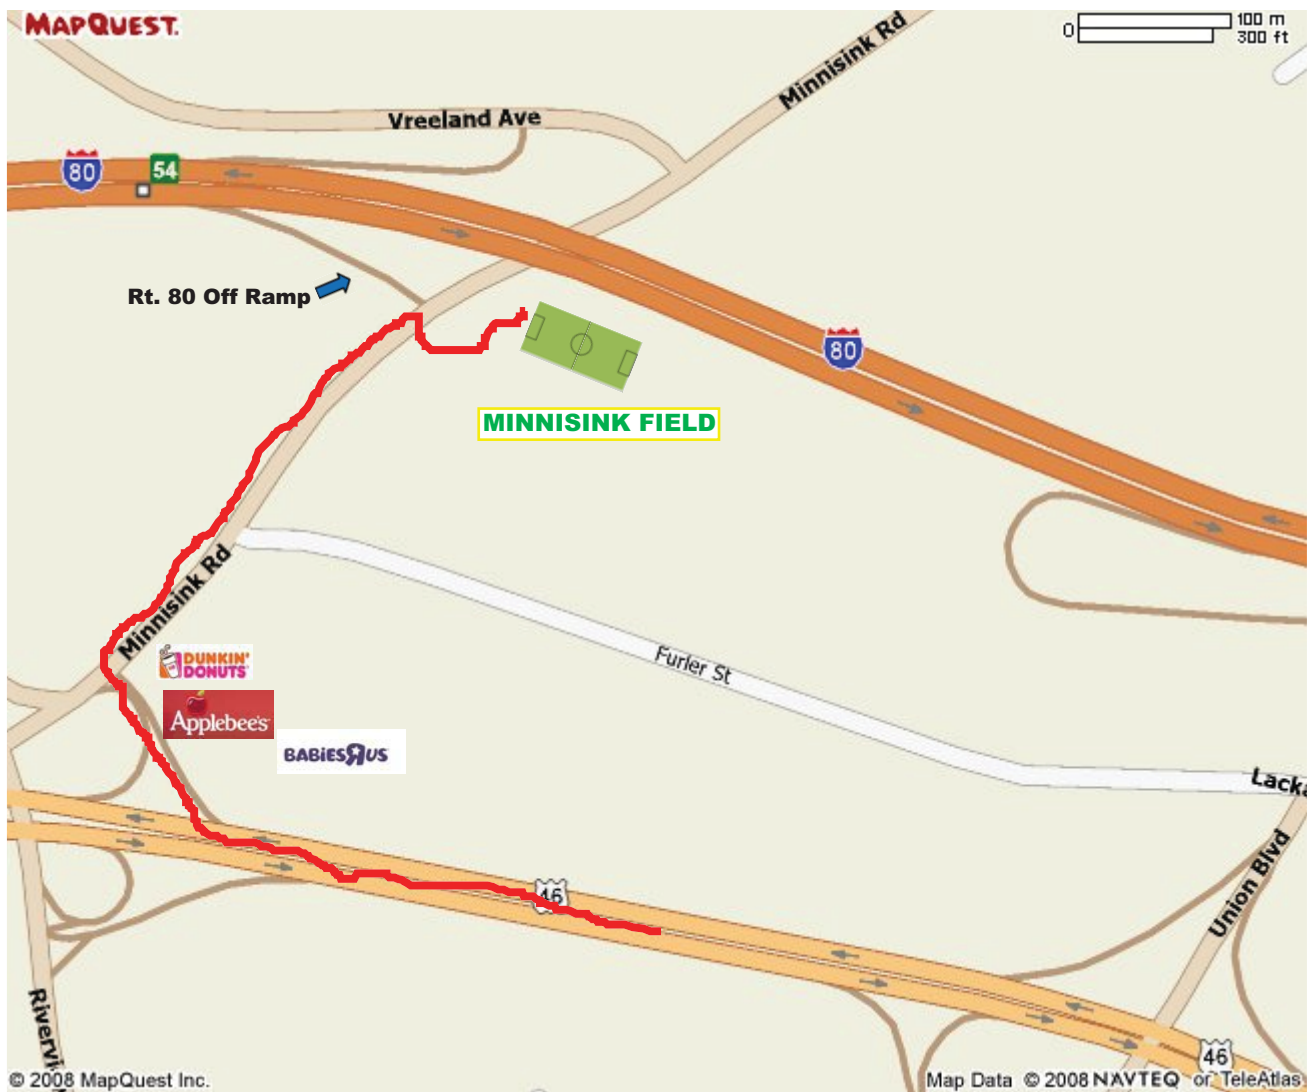 MAPQUEST.
0
100 m
300 ft
Minnisink Rd
Vreeland Ave
80
54
Rt. 80 Off Ramp
80
MINNISINK FIELD
Minnisink Rd
Furler St
DUNKIN'
DONUTS
Applebee's
BABIESRUS
Lacka
Union Blvd
46
Rivervi
46
© 2008 MapQuest Inc.
Map Data © 2008 NAVTEQ or TeleAtlas